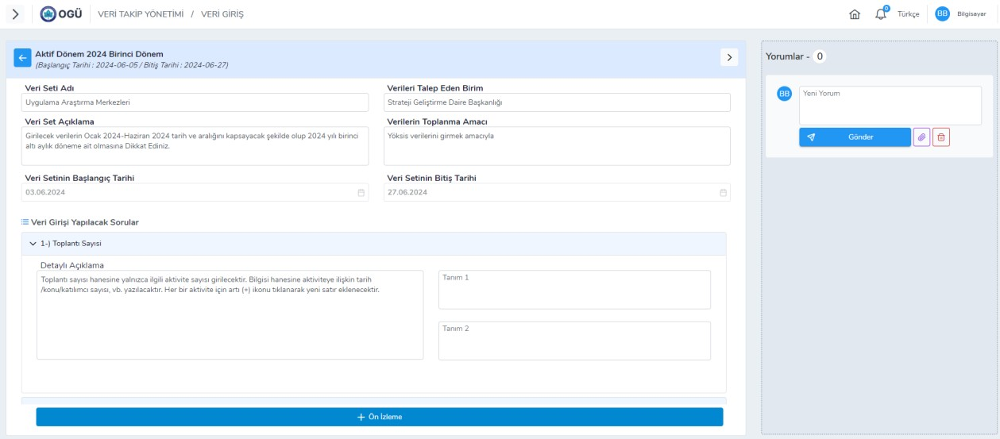 OGÜ VERİ TAKİP YÖNETİMİ / VERİ GİRİŞ 0 Türkçe BB Bilgisayar
Aktif Dönem 2024 Birinci Dönem
(Başlangıç Tarihi : 2024-06-05 / Bitiş Tarihi : 2024-06-27)
Veri Seti Adı
Uygulama Araştırma Merkezleri
Verileri Talep Eden Birim
Strateji Geliştirme Daire Başkanlığı
Veri Set Açıklama
Girilecek verilerin Ocak 2024-Haziran 2024 tarih ve aralığını kapsayacak şekilde olup 2024 yılı birinci
altı aylık döneme ait olmasına Dikkat Ediniz.
Verilerin Toplanma Amacı
Yöksis verilerini girmek amacıyla
Veri Setinin Başlangıç Tarihi
03.06.2024
Veri Setinin Bitiş Tarihi
27.06.2024
Veri Girişi Yapılacak Sorular
1-) Toplantı Sayısi
Detaylı Açıklama
Toplantı sayısı hanesine yalnızca ilgili aktivite sayısı girilecektir. Bilgisi hanesine aktiviteye ilişkin tarih
/konu/katılımcı sayısı, vb. yazılacaktır. Her bir aktivite için artı (+) ikonu tıklanarak yeni satır eklenecektir.
Tanım 1
Tanım 2
+ Ön İzleme
Yorumlar - 0
BB
Yeni Yorum
Gönder